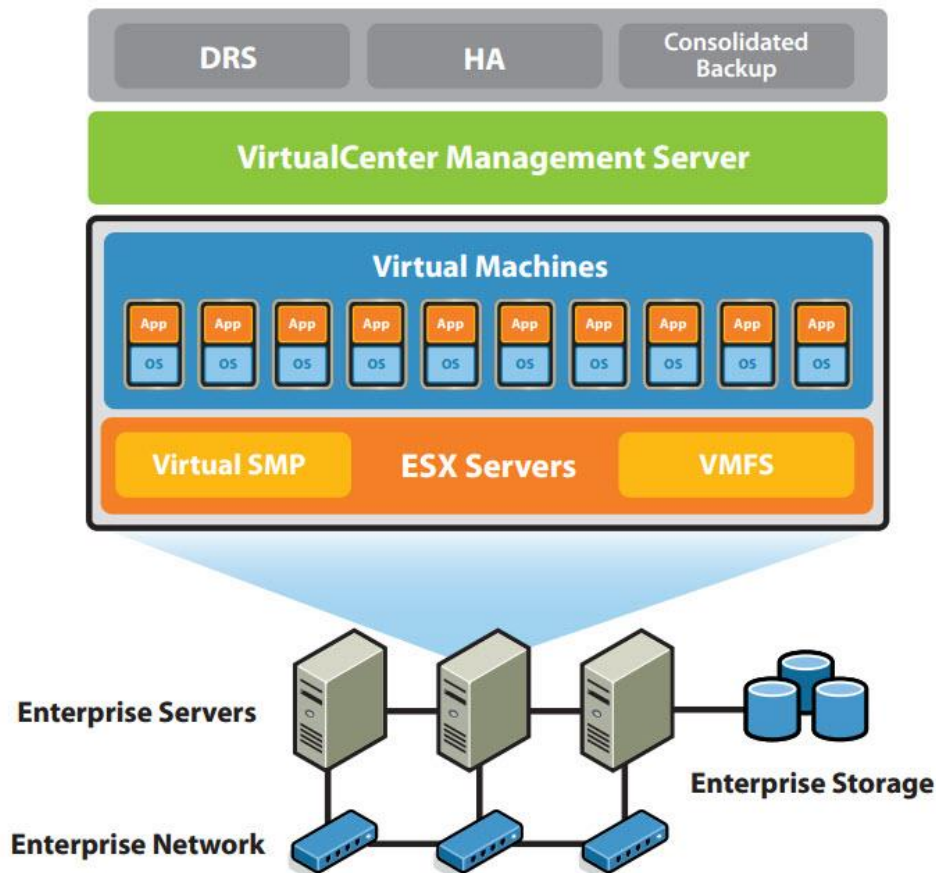 DRS
HA
Consolidated
Backup
VirtualCenter Management Server
Virtual Machines
App App App App App App App App App App
OS OS OS OS OS OS OS OS OS OS
Virtual SMP
ESX Servers
VMFS
Enterprise Servers
Enterprise Storage
Enterprise Network